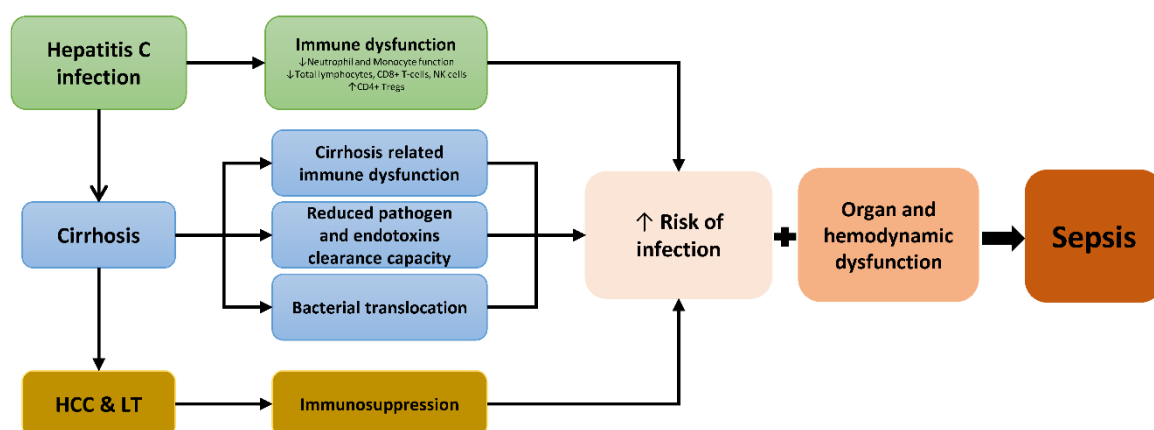 Hepatitis C
infection
Immune dysfunction
↓Neutrophil and Monocyte function
↓Total lymphocytes, CD8+ T-cells, NK cells
↑CD4+ Tregs
Cirrhosis
Cirrhosis related
immune dysfunction
Reduced pathogen
and endotoxins
clearance capacity
Bacterial translocation
HCC & LT
Immunosuppression
↑ Risk of
infection
Organ and
hemodynamic
dysfunction
Sepsis